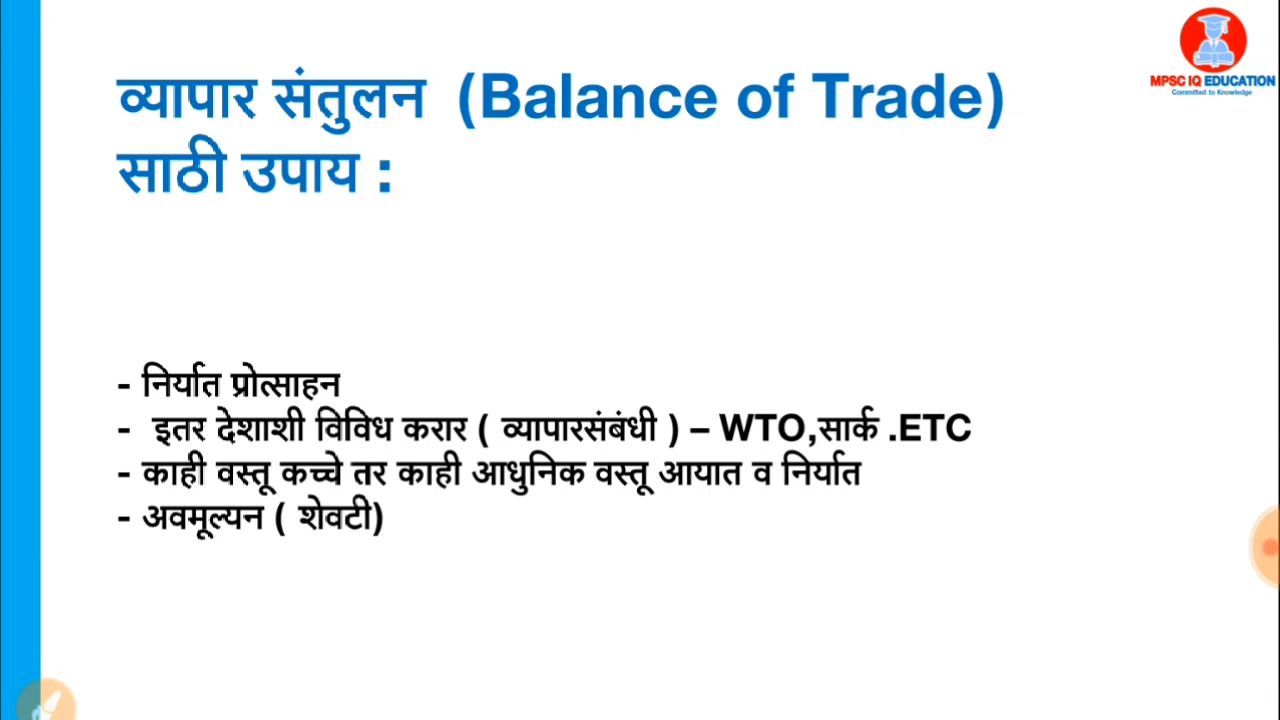 व्यापार संतुलन (Balance of Trade)
साठी उपाय :
MPSC IQ EDUCATION
Committed to Knowledge
- निर्यात प्रोत्साहन
- इतर देशाशी विविध करार ( व्यापारसंबंधी ) – WTO,सार्क .ETC
- काही वस्तू कच्चे तर काही आधुनिक वस्तू आयात व निर्यात
- अवमूल्यन ( शेवटी)